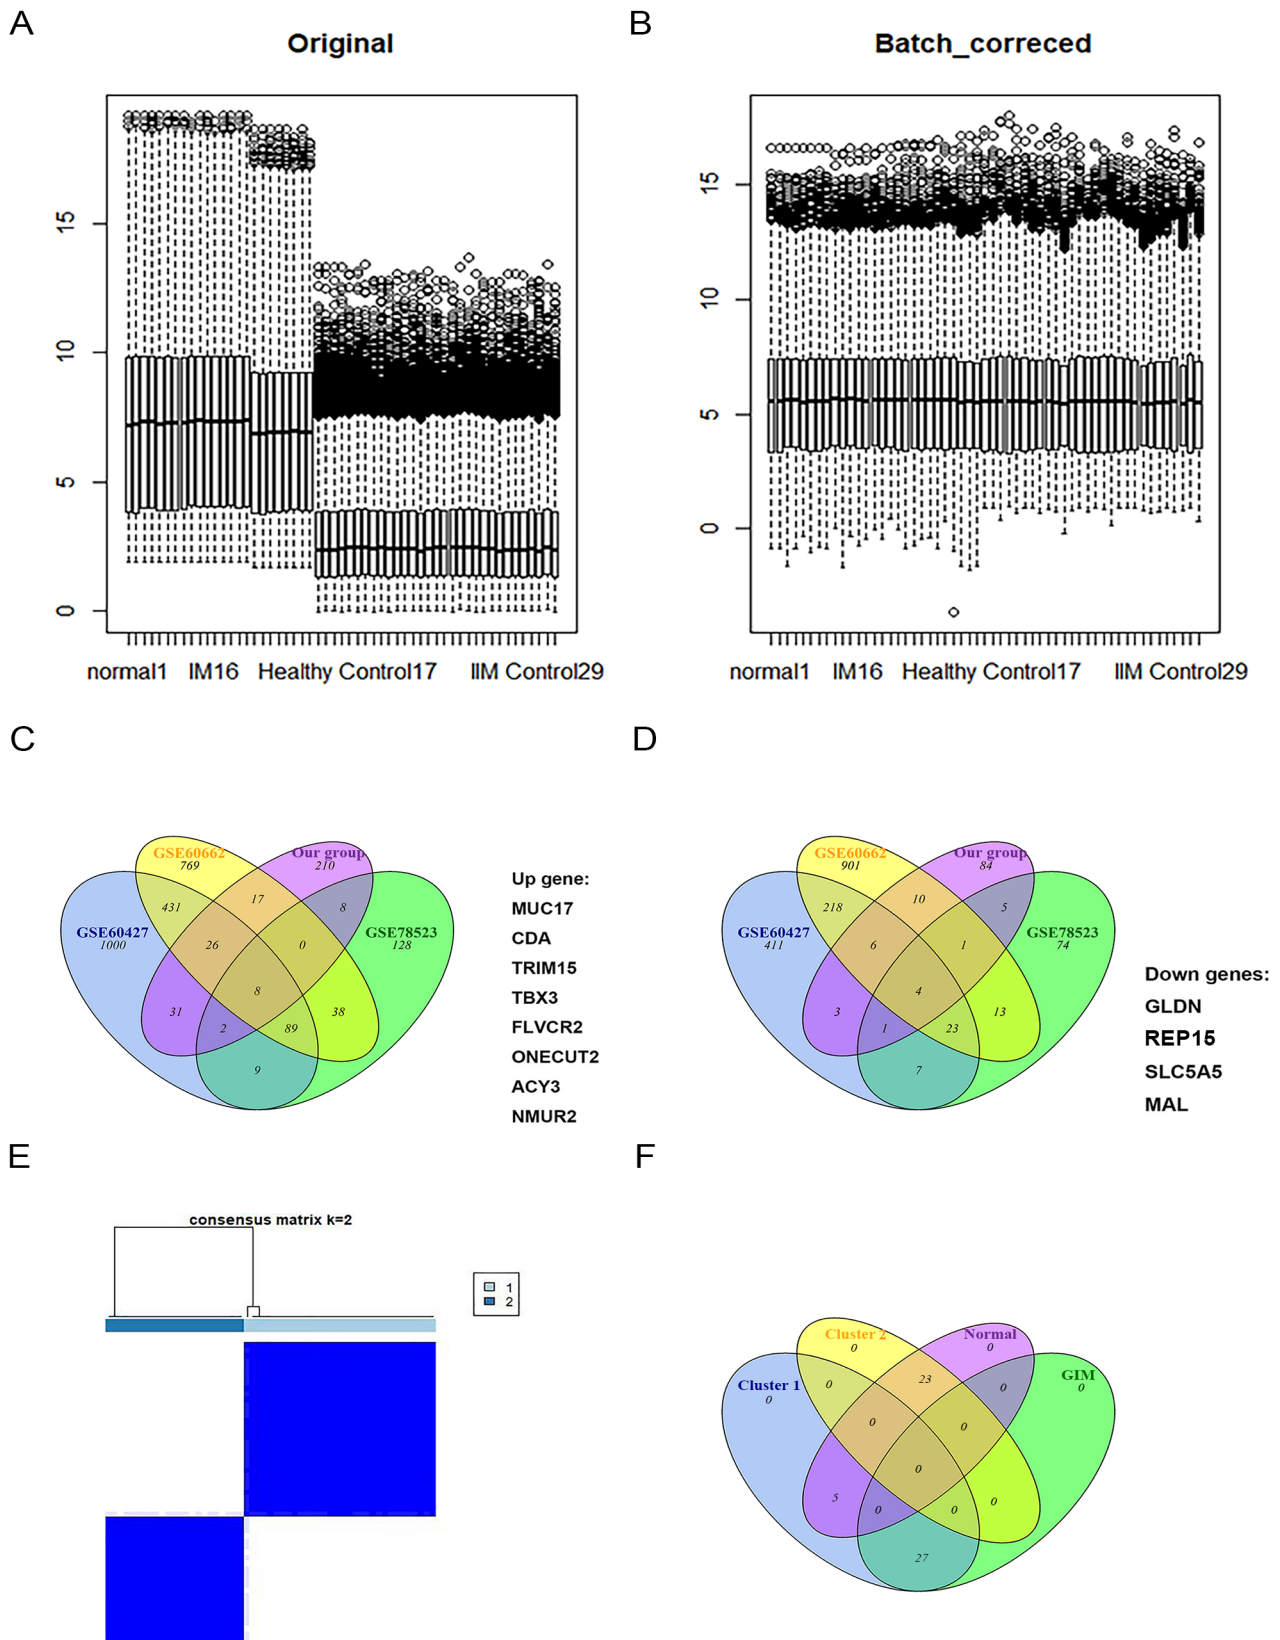 A
B
Original
Batch_correced
15
10
5
0
normal1 IM16 Healthy Control17 IIM Control29
15
10
5
0
normal1 IM16 Healthy Control17 IIM Control29
C
D
GSE60662
769
Our group
210
GSE60427
1000
GSE78523
128
431
17
8
26
0
8
31
38
2
89
9
Up gene:
MUC17
CDA
TRIM15
TBX3
FLVCR2
ONECUT2
ACY3
NMUR2
GSE60662
901
Our group
84
GSE60427
411
GSE78523
74
218
10
5
6
1
4
3
13
1
23
7
Down genes:
GLDN
REP15
SLC5A5
MAL
E
F
consensus matrix k=2
1
2
Cluster 2
0
Normal
0
Cluster 1
0
GIM
0
0
23
0
0
0
0
5
0
0
0
27